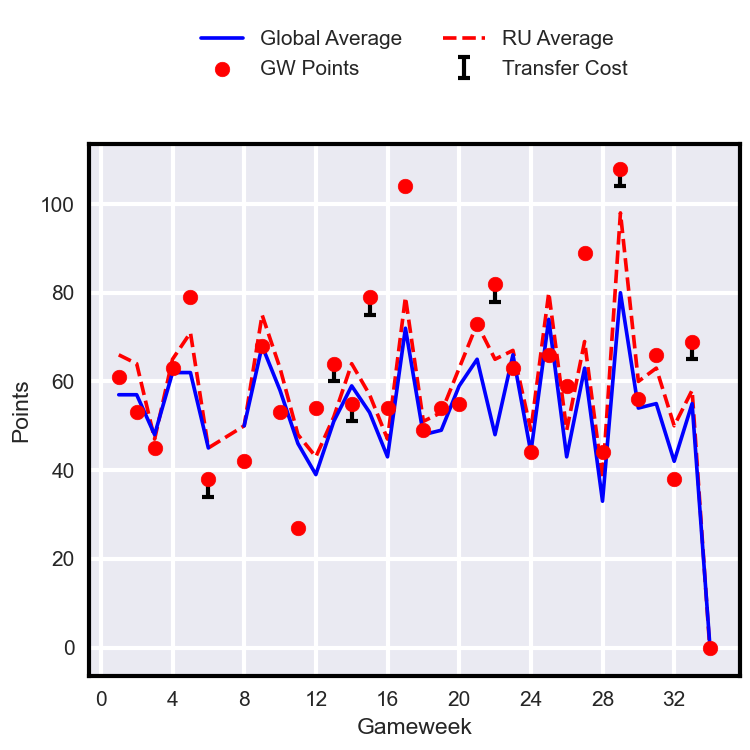 Global Average
RU Average
GW Points
Transfer Cost
Points
100
80
60
40
20
0
0 4 8 12 16 20 24 28 32
Gameweek